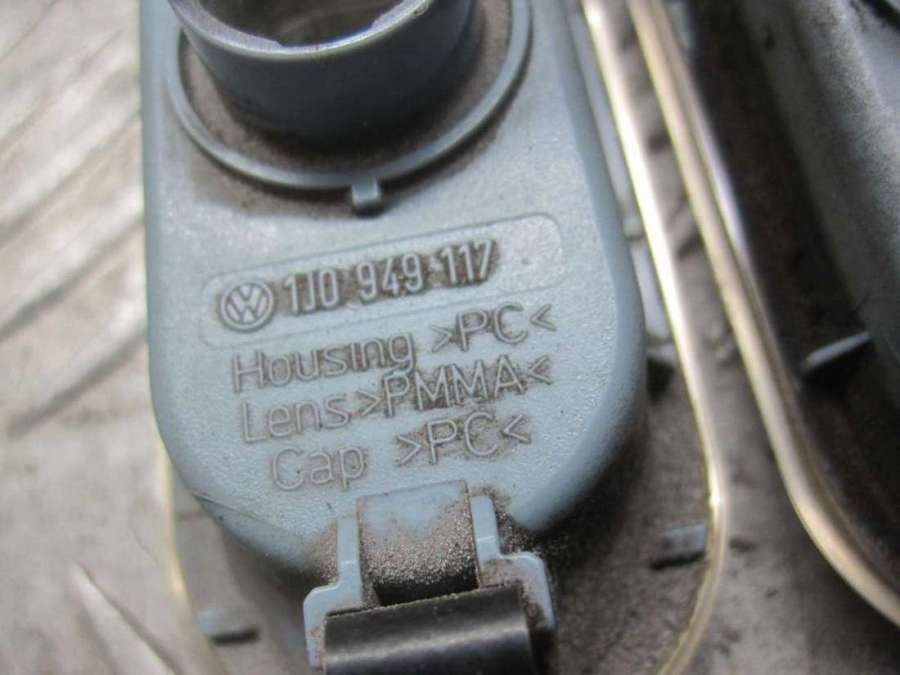 1J0 949 117
Housing >PC<
Lens >PMMA<
Cap >PC<